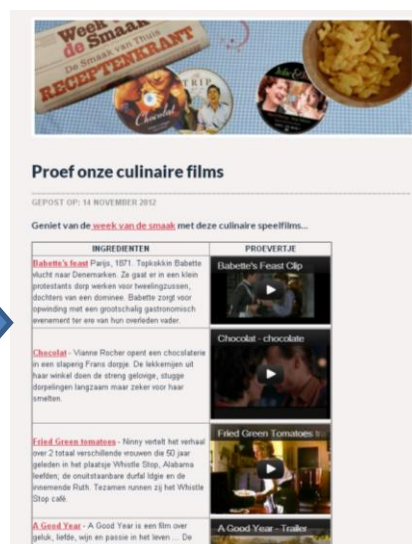 Week
de Smaak
De Smaak van Thuis
RECEPTENKRANT
TRIP
Chocolat
Proef onze culinaire films
GEPOST OP: 14 NOVEMBER 2012
Geniet van de week van de smaak met deze culinaire speelfilms...
INGREDIENTEN PROEVERTJE
Babette's feast Parijs, 1871. Topkokkin Babette
vlucht naar Denemarken. Ze gaat er in een klein
protestants dorp werken voor tweelingzussen,
dochters van een dominee. Babette zorgt voor
opwinding met een grootschalig gastronomisch
evenement ter ere van hun overleden vader.
Babette's Feast Clip
Chocolat - Vianne Rocher opent een chocolaterie
in een slaperig Frans dorpje. De lekkernijen uit
haar winkel doen de streng gelovige, stugge
dorpelingen langzaam maar zeker voor haar
smelten.
Chocolat - chocolate
Fried Green tomatoes - Ninny vertelt het verhaal
over 2 totaal verschillende vrouwen die 50 jaar
geleden in het plaatsje Whistle Stop, Alabama
leefden; de onuitstaanbare durfal Idgie en de
innemende Ruth. Tezamen runnen zij het Whistle
Stop café.
Fried Green Tomatoes
A Good Year - A Good Year is een film over
geluk, liefde, wijn en passie in het leven ... De
A Good Year - Trailer